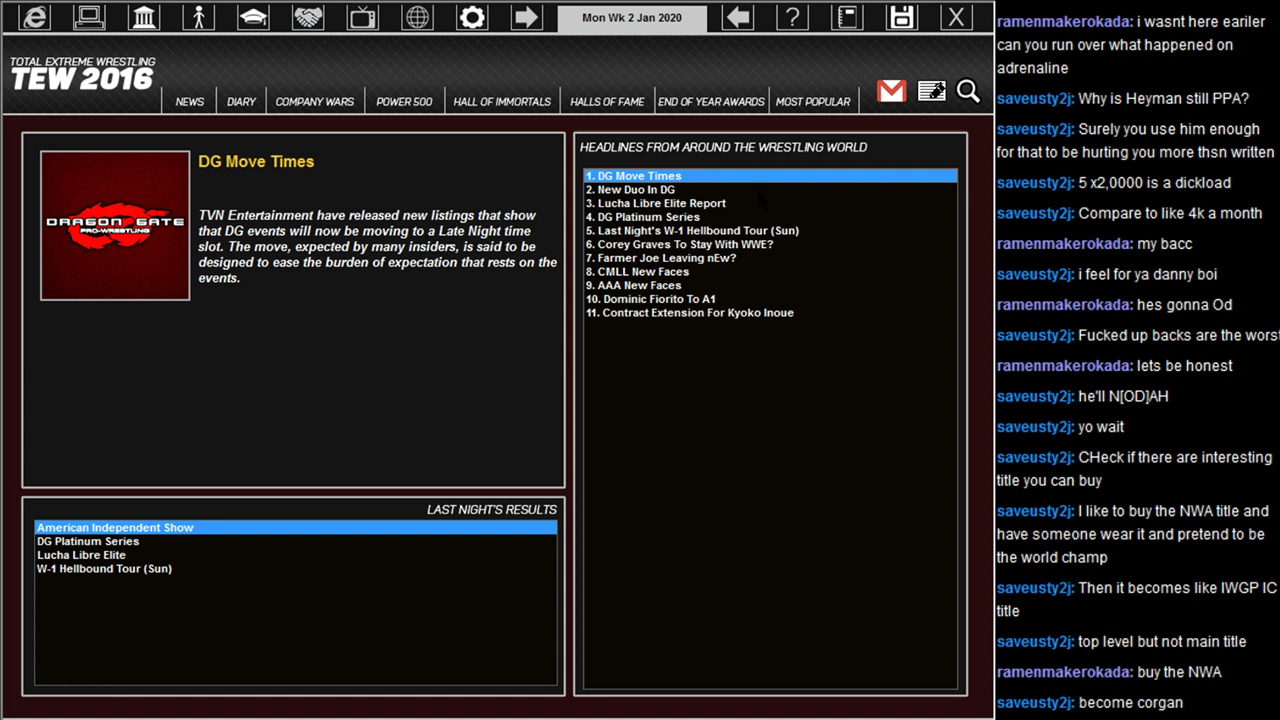 Mon Wk 2 Jan 2020
TOTAL EXTREME WRESTLING
TEW 2016
NEWS
DIARY
COMPANY WARS
POWER 500
HALL OF IMMORTALS
HALLS OF FAME
END OF YEAR AWARDS
MOST POPULAR
DRAGON GATE
PRO-WRESTLING
DG Move Times
TVN Entertainment have released new listings that show
that DG events will now be moving to a Late Night time
slot. The move, expected by many insiders, is said to be
designed to ease the burden of expectation that rests on the
events.
LAST NIGHT'S RESULTS
American Independent Show
DG Platinum Series
Lucha Libre Elite
W-1 Hellbound Tour (Sun)
HEADLINES FROM AROUND THE WRESTLING WORLD
1. DG Move Times
2. New Duo In DG
3. Lucha Libre Elite Report
4. DG Platinum Series
5. Last Night's W-1 Hellbound Tour (Sun)
6. Corey Graves To Stay With WWE?
7. Farmer Joe Leaving nEw?
8. CMLL New Faces
9. AAA New Faces
10. Dominic Fiorito To A1
11. Contract Extension For Kyoko Inoue
ramenmakerokada: i wasnt here eariler
can you run over what happened on
adrenaline
saveusty2j: Why is Heyman still PPA?
saveusty2j: Surely you use him enough
for that to be hurting you more thsn written
saveusty2j: 5 x2,0000 is a dickload
saveusty2j: Compare to like 4k a month
ramenmakerokada: my bacc
saveusty2j: i feel for ya danny boi
ramenmakerokada: hes gonna Od
saveusty2j: Fucked up backs are the worst
ramenmakerokada: lets be honest
saveusty2j: he'll N[OD]AH
saveusty2j: yo wait
saveusty2j: CHeck if there are interesting
title you can buy
saveusty2j: I like to buy the NWA title and
have someone wear it and pretend to be
the world champ
saveusty2j: Then it becomes like IWGP IC
title
saveusty2j: top level but not main title
ramenmakerokada: buy the NWA
saveusty2j: become corgan